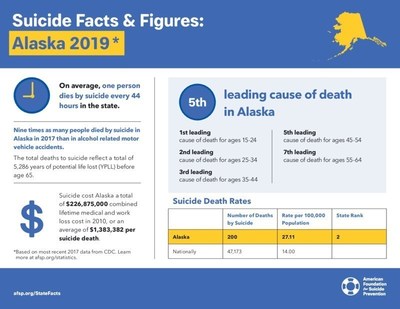 Suicide Facts & Figures:
Alaska 2019*
On average, one person
dies by suicide every 44
hours in the state.
Nine times as many people died by suicide in
Alaska in 2017 than in alcohol related motor
vehicle accidents.
The total deaths to suicide reflect a total of
5,286 years of potential life lost (YPLL) before
age 65.
$
Suicide cost Alaska a total
of $226,875,000 combined
lifetime medical and work
loss cost in 2010, or an
average of $1,383,382 per
suicide death.
*Based on most recent 2017 data from CDC. Learn
more at afsp.org/statistics.
5th
leading cause of death
in Alaska
1st leading
cause of death for ages 15-24
2nd leading
cause of death for ages 25-34
3rd leading
cause of death for ages 35-44
5th leading
cause of death for ages 45-54
7th leading
cause of death for ages 55-64
Suicide Death Rates
Number of Deaths by Suicide
Rate per 100,000 Population
State Rank
Alaska 200 27.11 2
Nationally 47,173 14.00
afsp.org/StateFacts
American
Foundation
for Suicide
Prevention